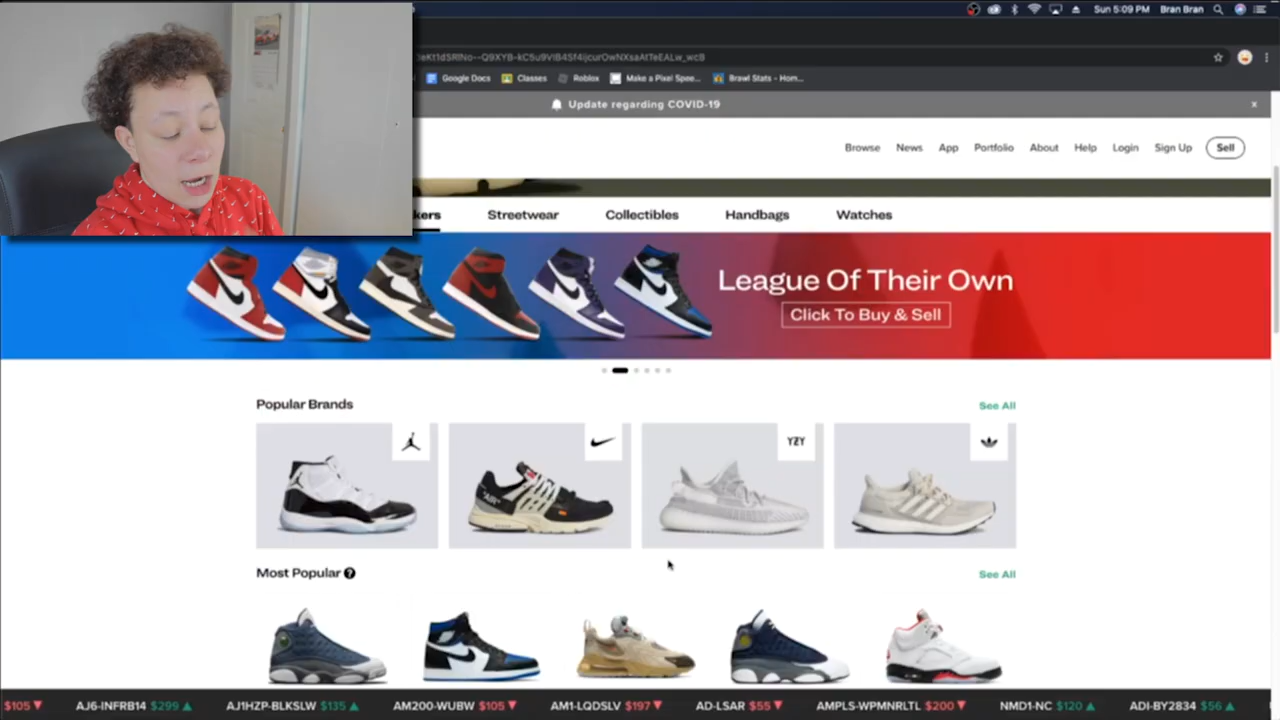 Sun 5:09 PM Bran Bran
Google Docs Classes Roblox Make a Pixel Spee... Brawl Stats - Hom...
Update regarding COVID-19 x
Browse News App Portfolio About Help Login Sign Up Sell
kers Streetwear Collectibles Handbags Watches
League Of Their Own
Click To Buy & Sell
Popular Brands See All
YZY
Most Popular ? See All
$105 ▼ AJ6-INFRB14 $299 ▲ AJ1HZP-BLKSLW $135 ▲ AM200-WUBW $105 ▼ AM1-LQDSLV $197 ▼ AD-LSAR $55 ▼ AMPLS-WPMNRLTL $200 ▼ NMD1-NC $120 ▲ ADI-BY2834 $56 ▲